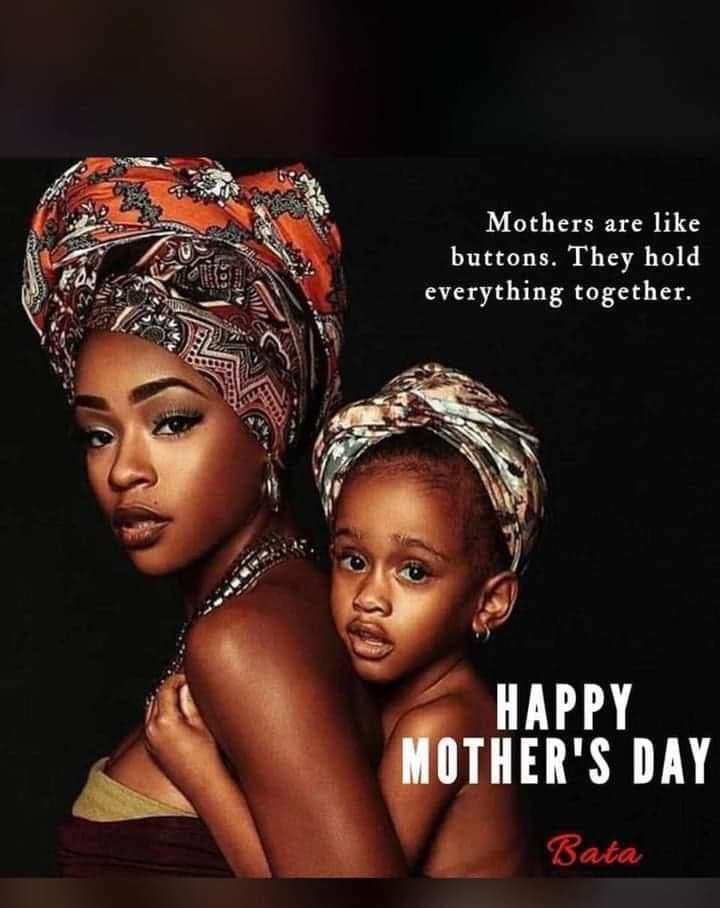 Mothers are like
buttons. They hold
everything together.
HAPPY
MOTHER'S DAY
Bata